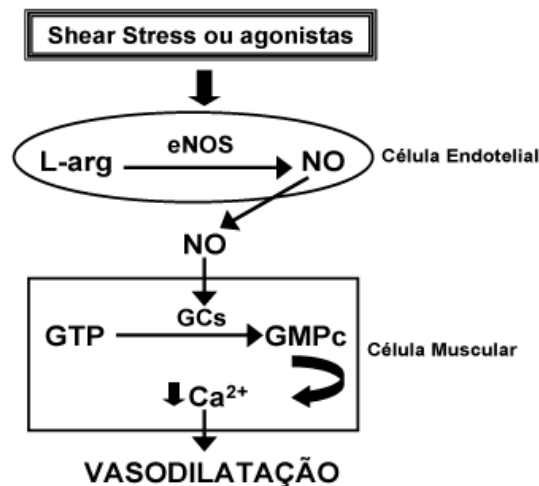 Shear Stress ou agonistas
eNOS
L-arg NO
Célula Endotelial
NO
GCs
GTP GMPc
Célula Muscular
Ca²⁺
VASODILATAÇÃO